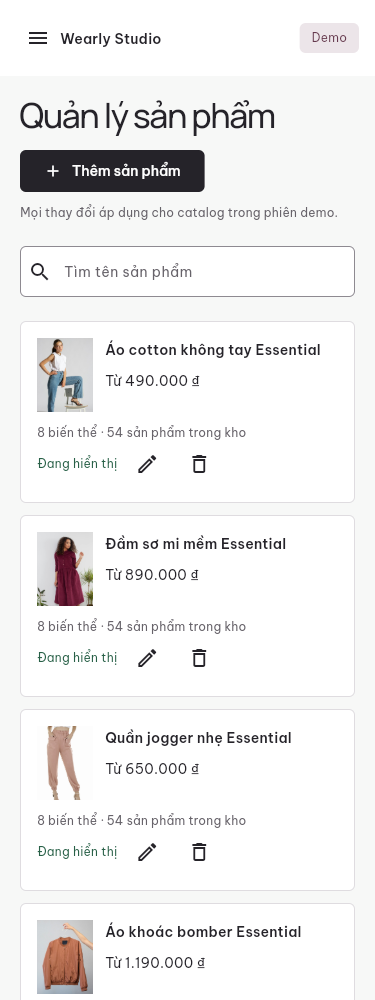 Wearly Studio
Demo
Quản lý sản phẩm
Thêm sản phẩm
Mọi thay đổi áp dụng cho catalog trong phiên demo.
Tìm tên sản phẩm
Áo cotton không tay Essential
Từ 490.000 ₫
8 biến thể · 54 sản phẩm trong kho
Đang hiển thị
Đầm sơ mi mềm Essential
Từ 890.000 ₫
8 biến thể · 54 sản phẩm trong kho
Đang hiển thị
Quần jogger nhẹ Essential
Từ 650.000 ₫
8 biến thể · 54 sản phẩm trong kho
Đang hiển thị
Áo khoác bomber Essential
Từ 1.190.000 ₫